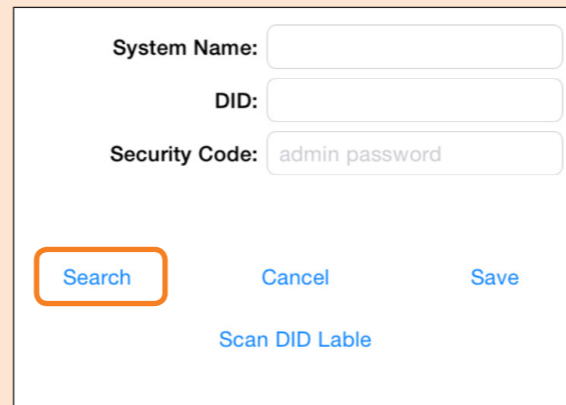 System Name:
DID:
Security Code: admin password
Search Cancel Save
Scan DID Lable